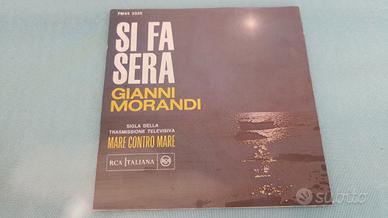 PM45 3335
SI FA
SERA
GIANNI
MORANDI
SIGLA DELLA
TRASMISSIONE TELEVISIVA
MARE CONTRO MARE
RCA ITALIANA
RCA
subito